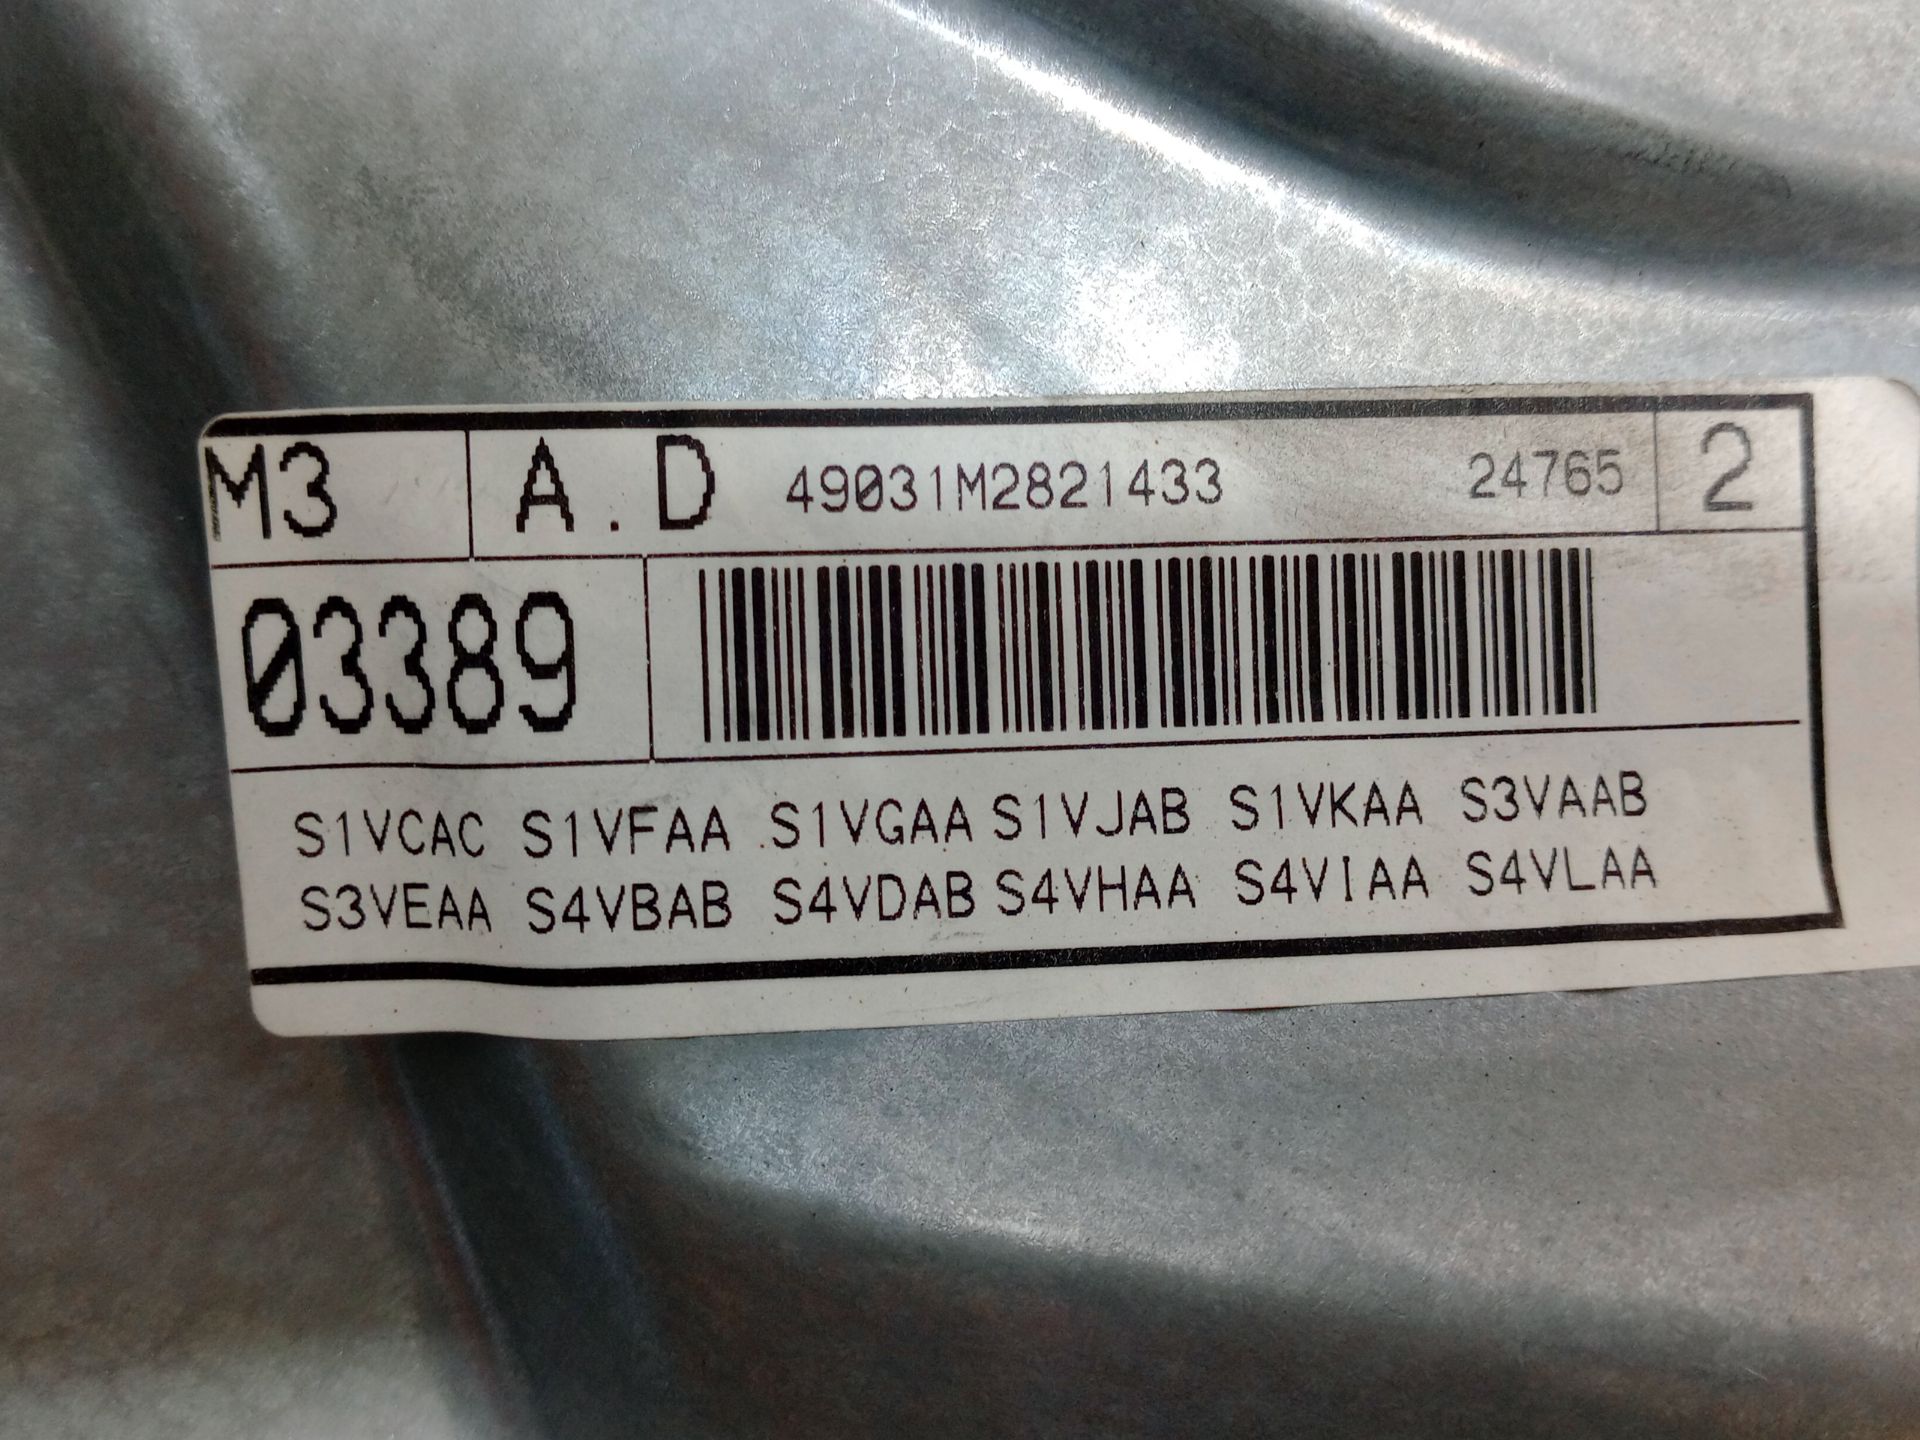 M3 A.D 49031M2821433 24765 2
03389
S1VCAC S1VFAA S1VGAA S1VJAB S1VKAA S3VAAB
S3VEAA S4VBAB S4VDAB S4VHAA S4VIAA S4VLAA